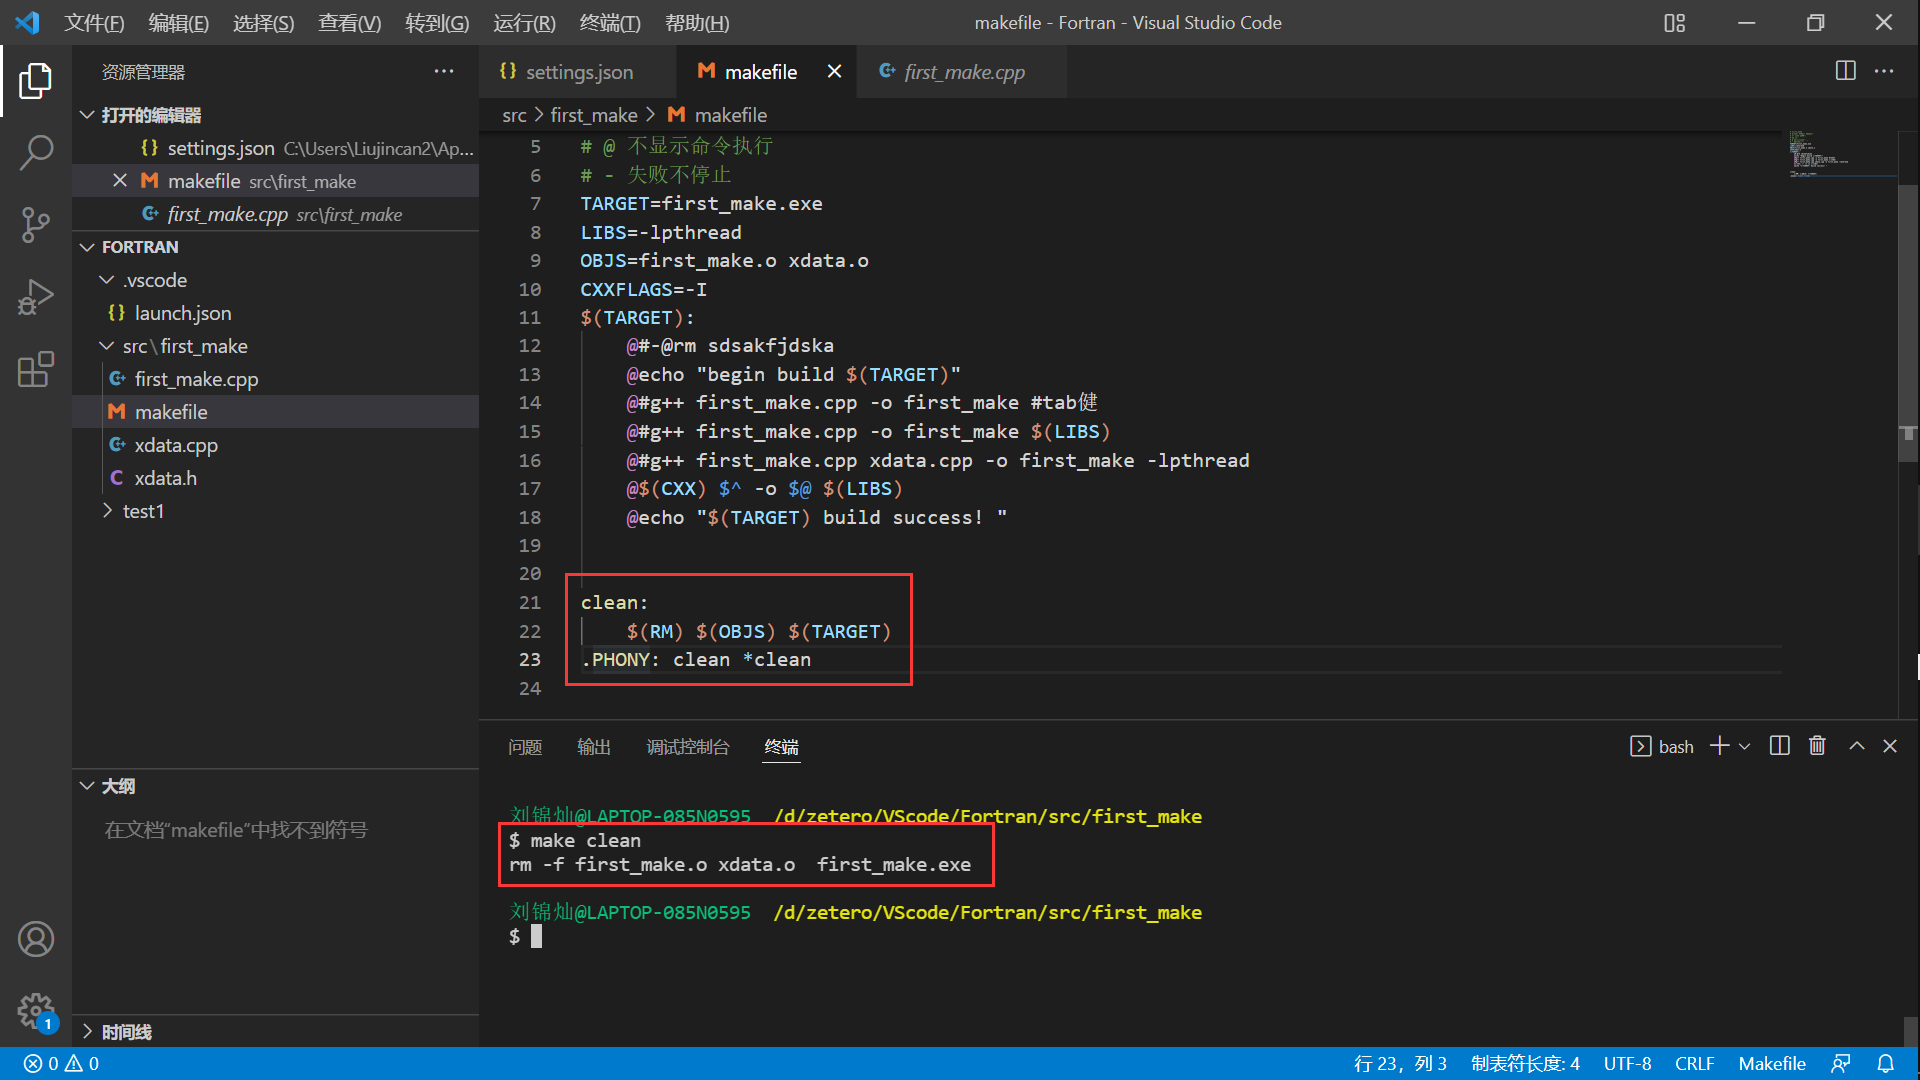 文件(F) 编辑(E) 选择(S) 查看(V) 转到(G) 运行(R) 终端(T) 帮助(H) makefile - Fortran - Visual Studio Code
资源管理器
打开的编辑器
settings.json C:\Users\Liujincan2\Ap...
makefile src\first_make
first_make.cpp src\first_make
FORTRAN
.vscode
launch.json
src\first_make
first_make.cpp
makefile
xdata.cpp
xdata.h
test1
大纲
在文档“makefile”中找不到符号
时间线
settings.json makefile first_make.cpp
src > first_make > makefile
5 # @ 不显示命令执行
6 # - 失败不停止
7 TARGET=first_make.exe
8 LIBS=-lpthread
9 OBJS=first_make.o xdata.o
10 CXXFLAGS=-I
11 $(TARGET):
12 @#-@rm sdsakfjdska
13 @echo "begin build $(TARGET)"
14 @#g++ first_make.cpp -o first_make #tab健
15 @#g++ first_make.cpp -o first_make $(LIBS)
16 @#g++ first_make.cpp xdata.cpp -o first_make -lpthread
17 @$(CXX) $^ -o $@ $(LIBS)
18 @echo "$(TARGET) build success! "
19
20
21 clean:
22 $(RM) $(OBJS) $(TARGET)
23 .PHONY: clean *clean
24
问题 输出 调试控制台 终端 bash
刘锦灿@LAPTOP-085N0595 /d/zetero/VScode/Fortran/src/first_make
$ make clean
rm -f first_make.o xdata.o first_make.exe
刘锦灿@LAPTOP-085N0595 /d/zetero/VScode/Fortran/src/first_make
$
1
0 0 行 23，列 3 制表符长度: 4 UTF-8 CRLF Makefile